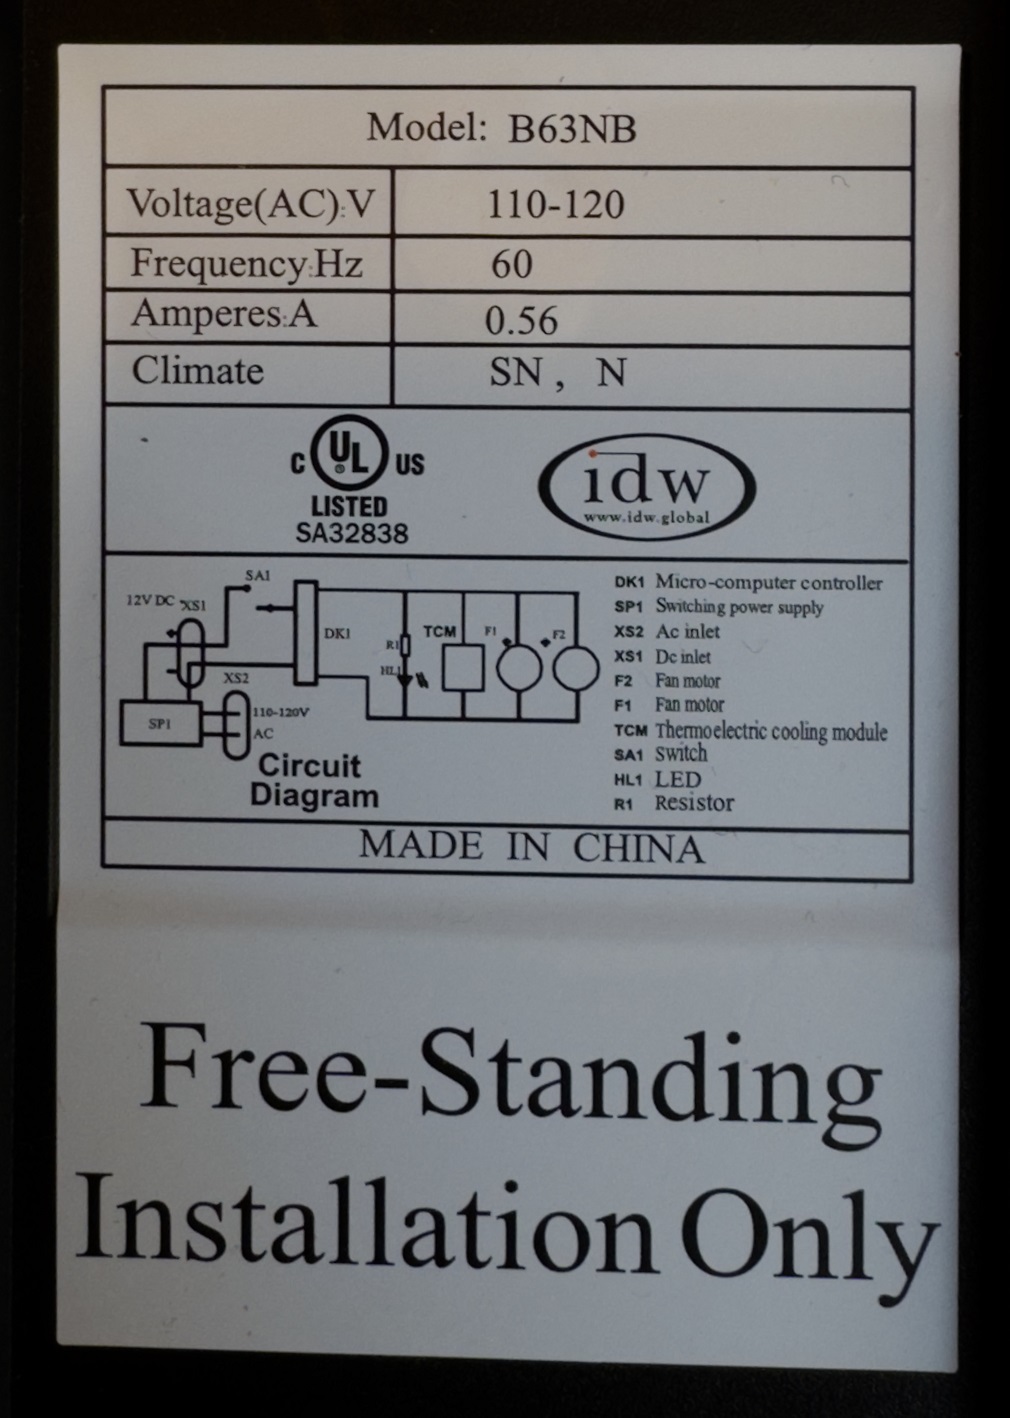 Model: B63NB
Voltage(AC):V 110-120
Frequency:Hz 60
Amperes:A 0.56
Climate SN, N
C UL® US
LISTED
SA32838
idw
www.idw.global
SA1
12V DC XS1
DK1
R1
TCM
F1
F2
HL1
XS2
SP1
110-120V
AC
Circuit
Diagram
DK1 Micro-computer controller
SP1 Switching power supply
XS2 Ac inlet
XS1 Dc inlet
F2 Fan motor
F1 Fan motor
TCM Thermoelectric cooling module
SA1 Switch
HL1 LED
R1 Resistor
MADE IN CHINA
Free-Standing
Installation Only